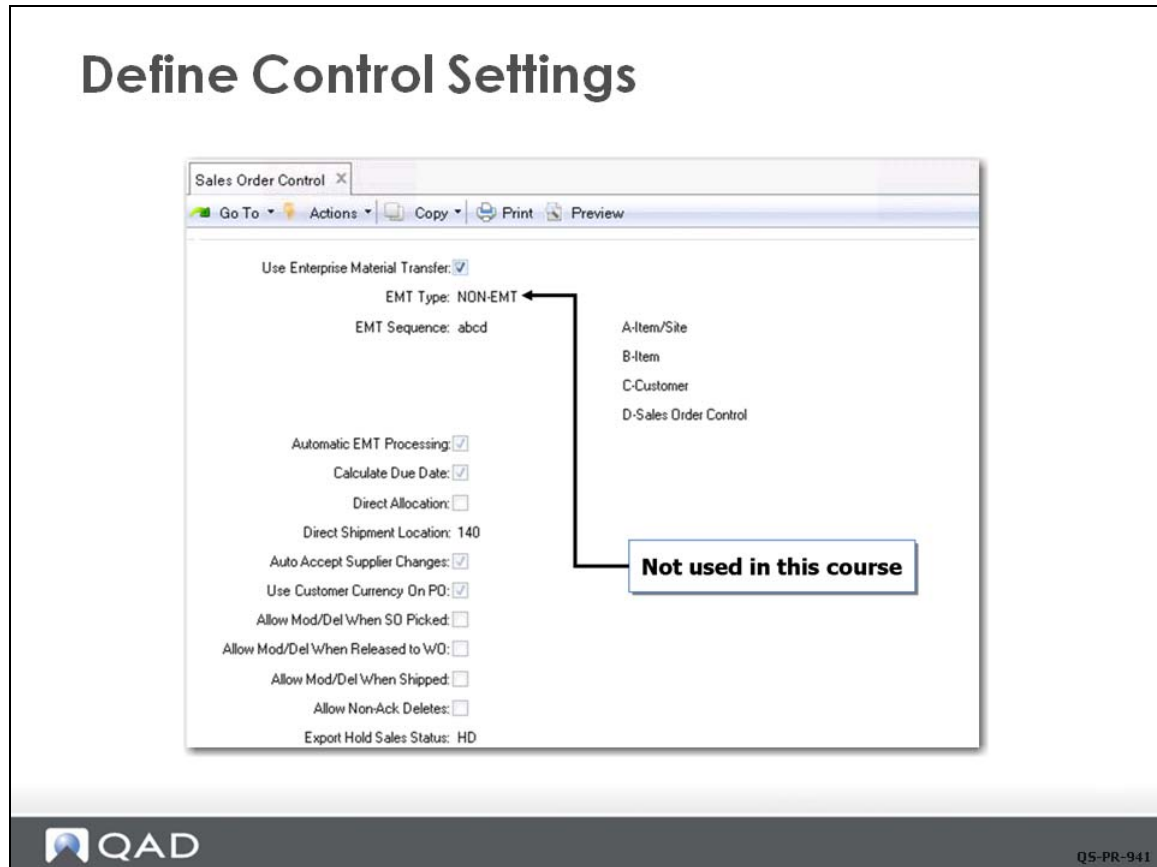 Define Control Settings
Sales Order Control X
Go To Actions Copy Print Preview
Use Enterprise Material Transfer:
EMT Type: NON-EMT
EMT Sequence: abcd A-Item/Site
B-Item
C-Customer
D-Sales Order Control
Automatic EMT Processing:
Calculate Due Date:
Direct Allocation:
Direct Shipment Location: 140
Auto Accept Supplier Changes:
Not used in this course
Use Customer Currency On PO:
Allow Mod/Del When SO Picked:
Allow Mod/Del When Released to WO:
Allow Mod/Del When Shipped:
Allow Non-Ack Deletes:
Export Hold Sales Status: HD
QAD
QS-PR-941